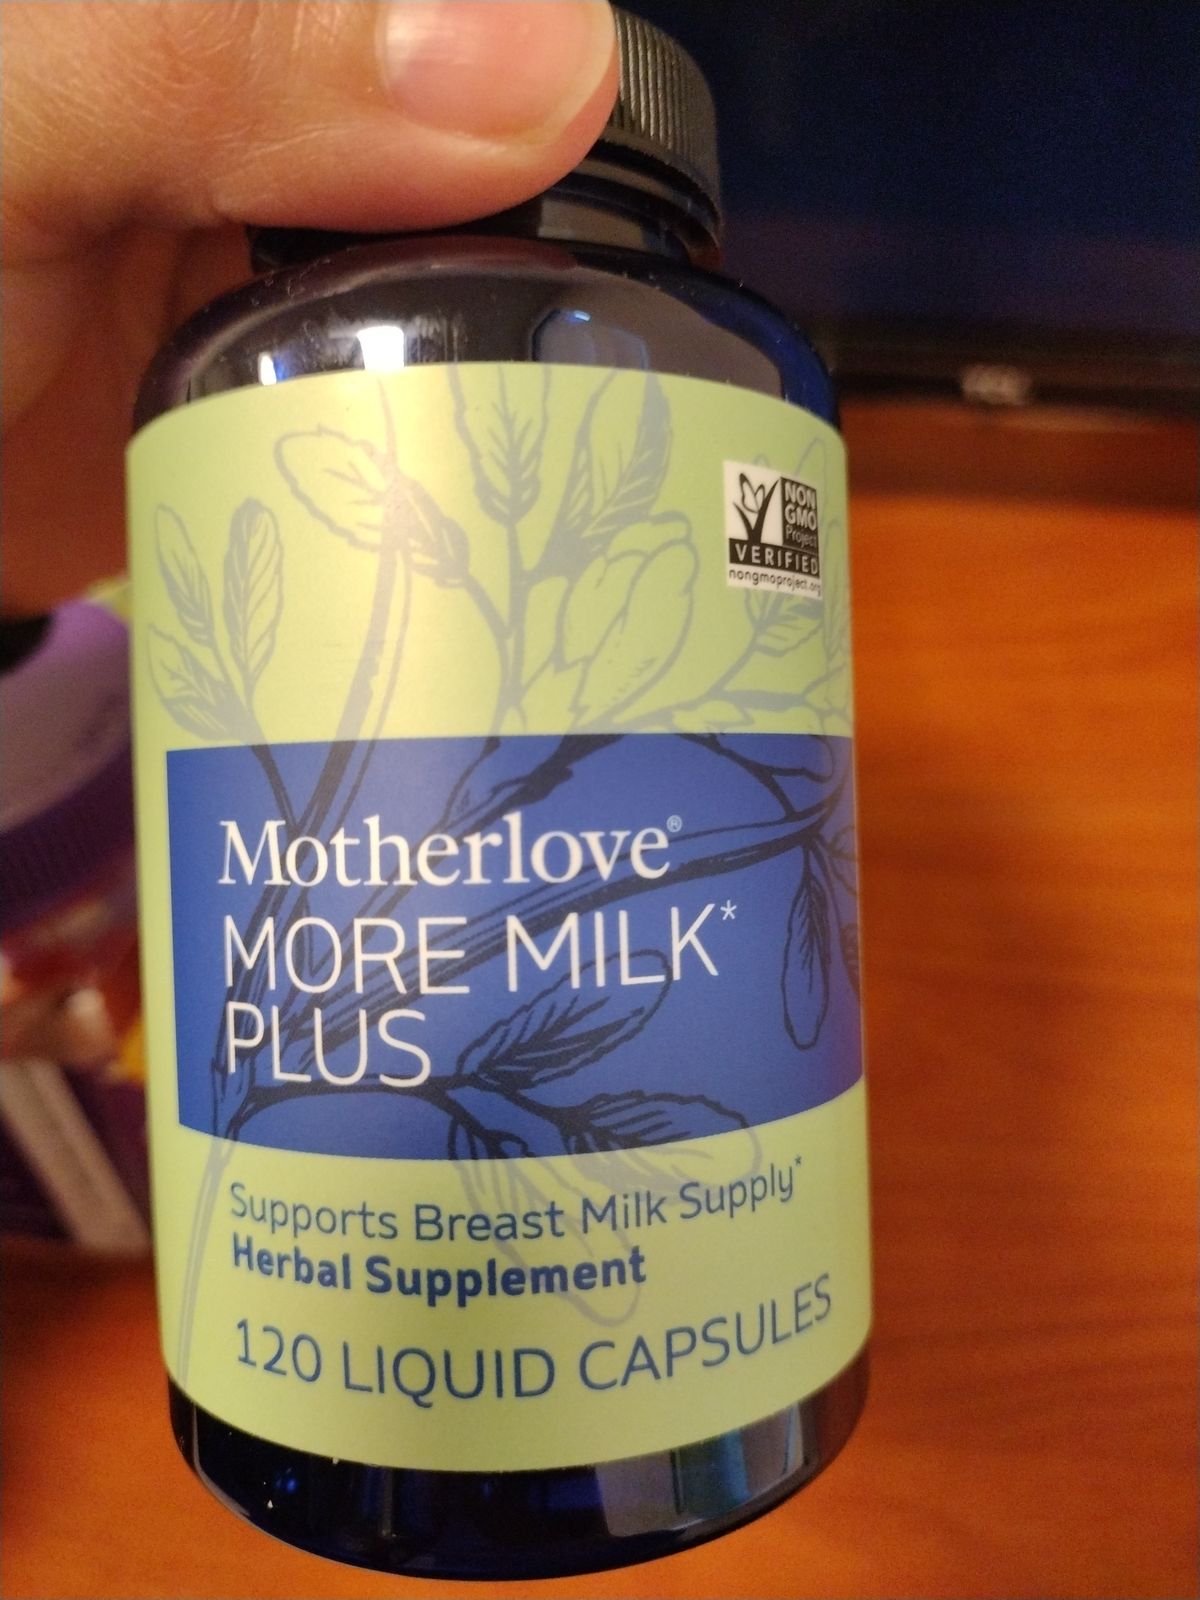 NON
GMO
Project
VERIFIED
nongmoproject.org
Motherlove®
MORE MILK*
PLUS
Supports Breast Milk Supply*
Herbal Supplement
120 LIQUID CAPSULES